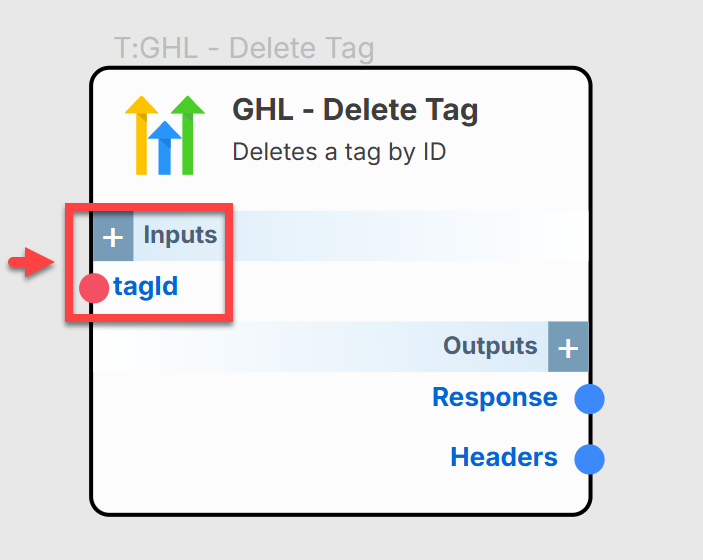 T:GHL - Delete Tag
GHL - Delete Tag
Deletes a tag by ID
+ Inputs
tagId
Outputs +
Response
Headers